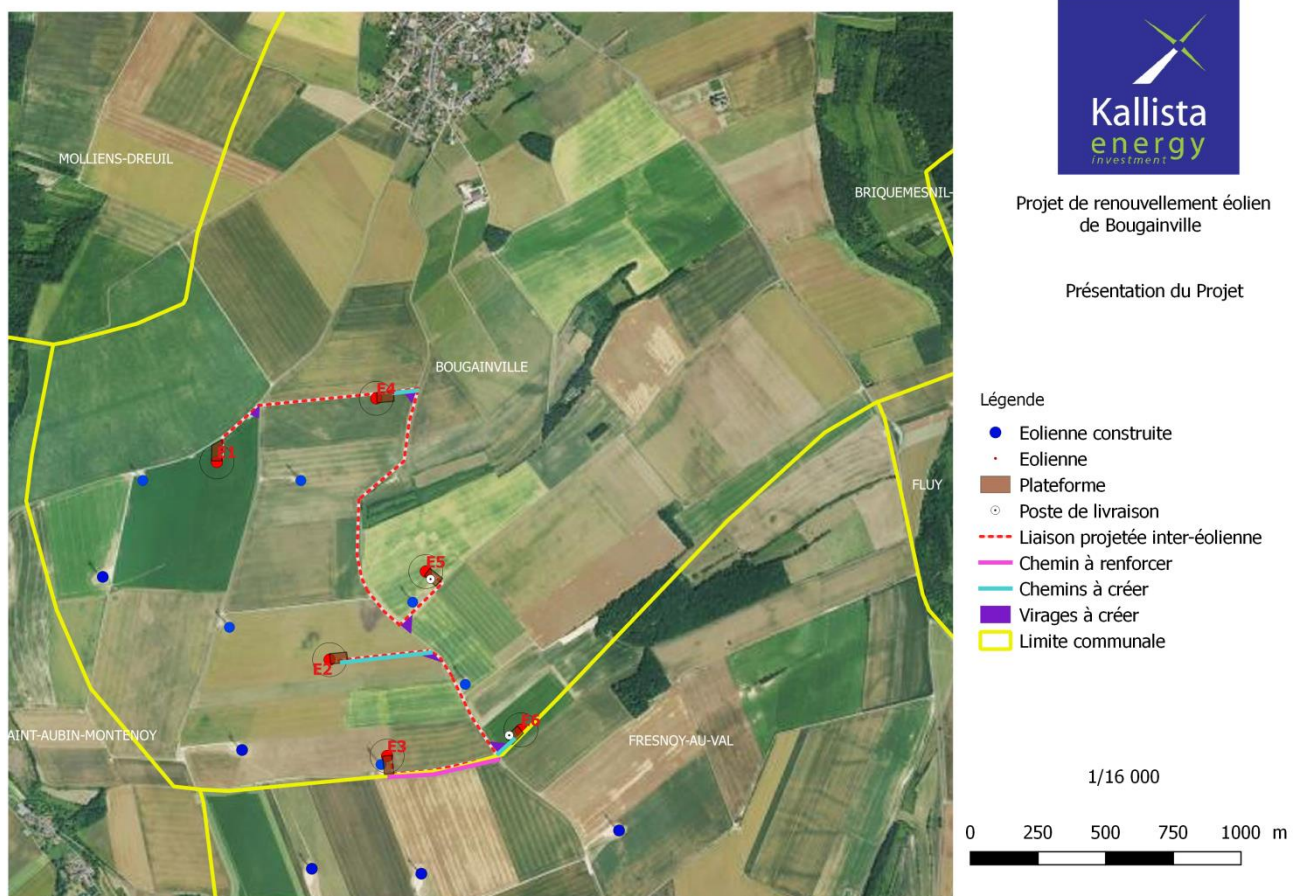 MOLLIENS-DREUIL
BRIQUEMESNIL-
BOUGAINVILLE
E4
E1
FLUY
E5
E2
E6
E3
AINT-AUBIN-MONTENOY
FRESNOY-AU-VAL
Kallista
energy
investment
Projet de renouvellement éolien
de Bougainville
Présentation du Projet
Légende
Eolienne construite
Eolienne
Plateforme
Poste de livraison
Liaison projetée inter-éolienne
Chemin à renforcer
Chemins à créer
Virages à créer
Limite communale
1/16 000
0 250 500 750 1000 m